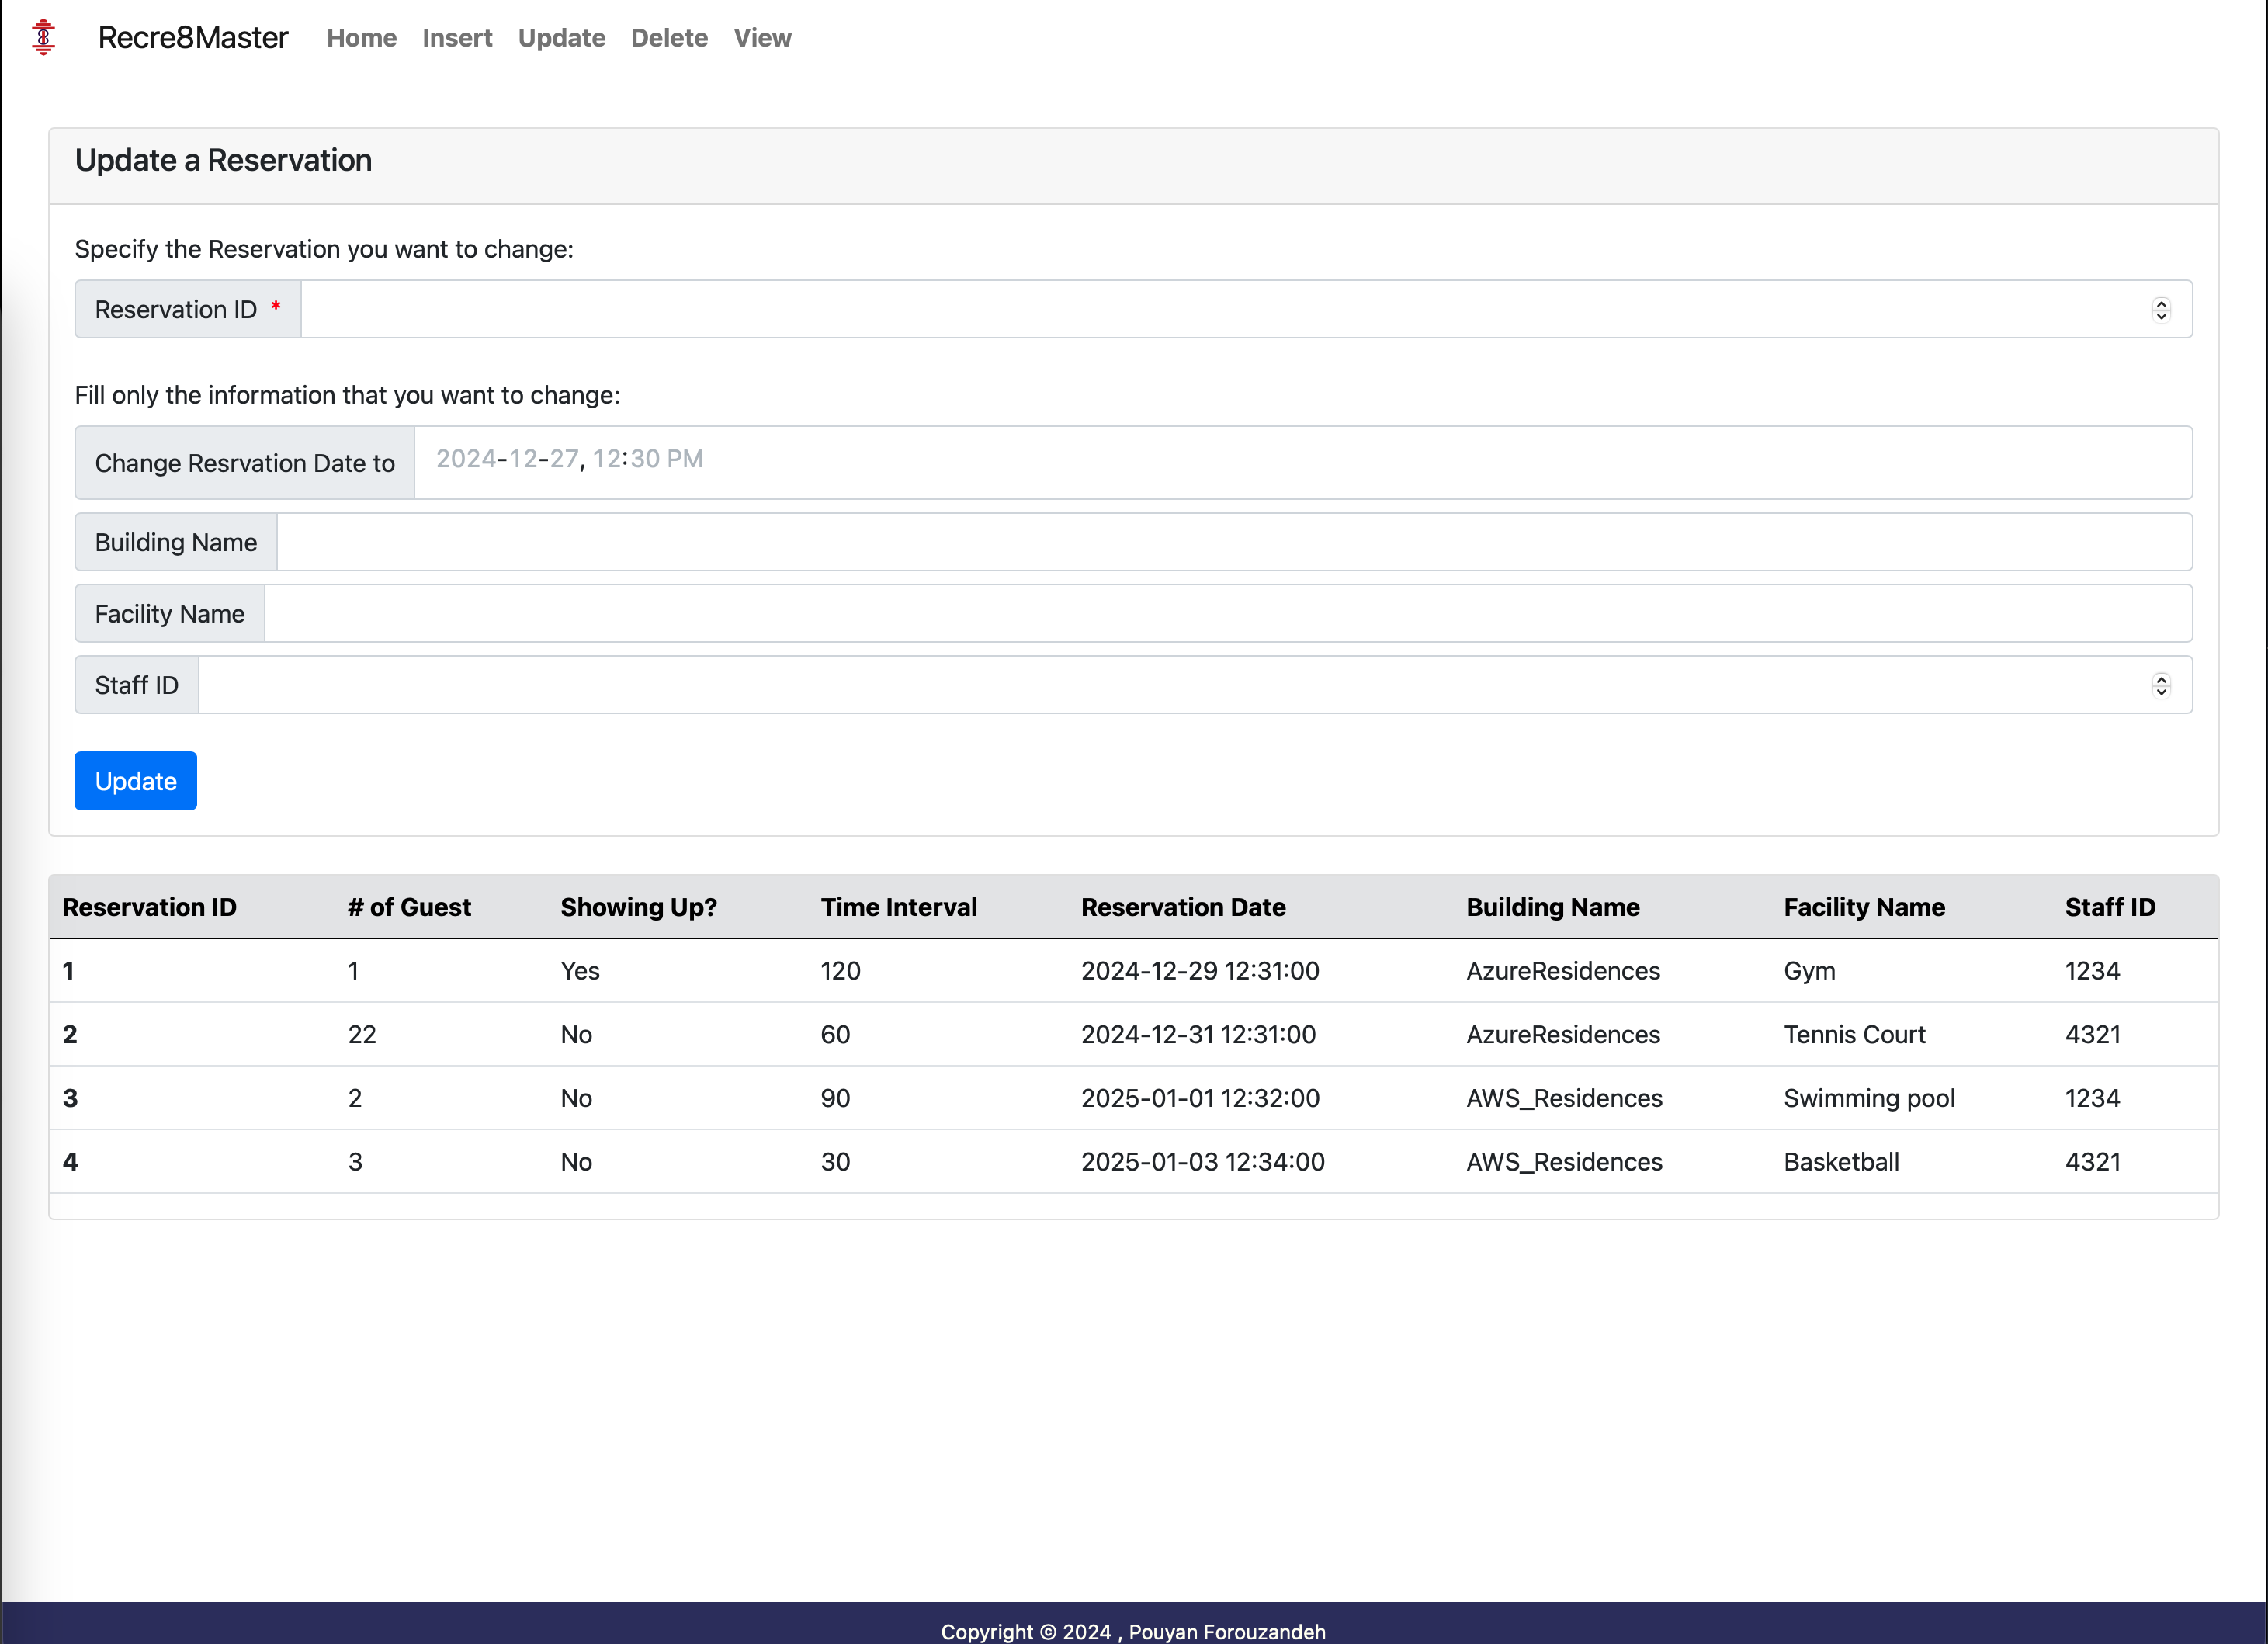 Recre8Master Home Insert Update Delete View
Update a Reservation
Specify the Reservation you want to change:
Reservation ID *
Fill only the information that you want to change:
Change Resrvation Date to 2024-12-27, 12:30 PM
Building Name
Facility Name
Staff ID
Update
Reservation ID # of Guest Showing Up? Time Interval Reservation Date Building Name Facility Name Staff ID
1 1 Yes 120 2024-12-29 12:31:00 AzureResidences Gym 1234
2 22 No 60 2024-12-31 12:31:00 AzureResidences Tennis Court 4321
3 2 No 90 2025-01-01 12:32:00 AWS_Residences Swimming pool 1234
4 3 No 30 2025-01-03 12:34:00 AWS_Residences Basketball 4321
Copyright © 2024 , Pouyan Forouzandeh